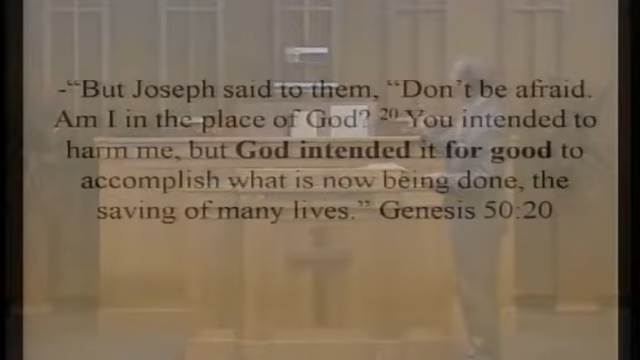 -“But Joseph said to them, “Don’t be afraid.
Am I in the place of God? ²⁰ You intended to
harm me, but God intended it for good to
accomplish what is now being done, the
saving of many lives.” Genesis 50:20